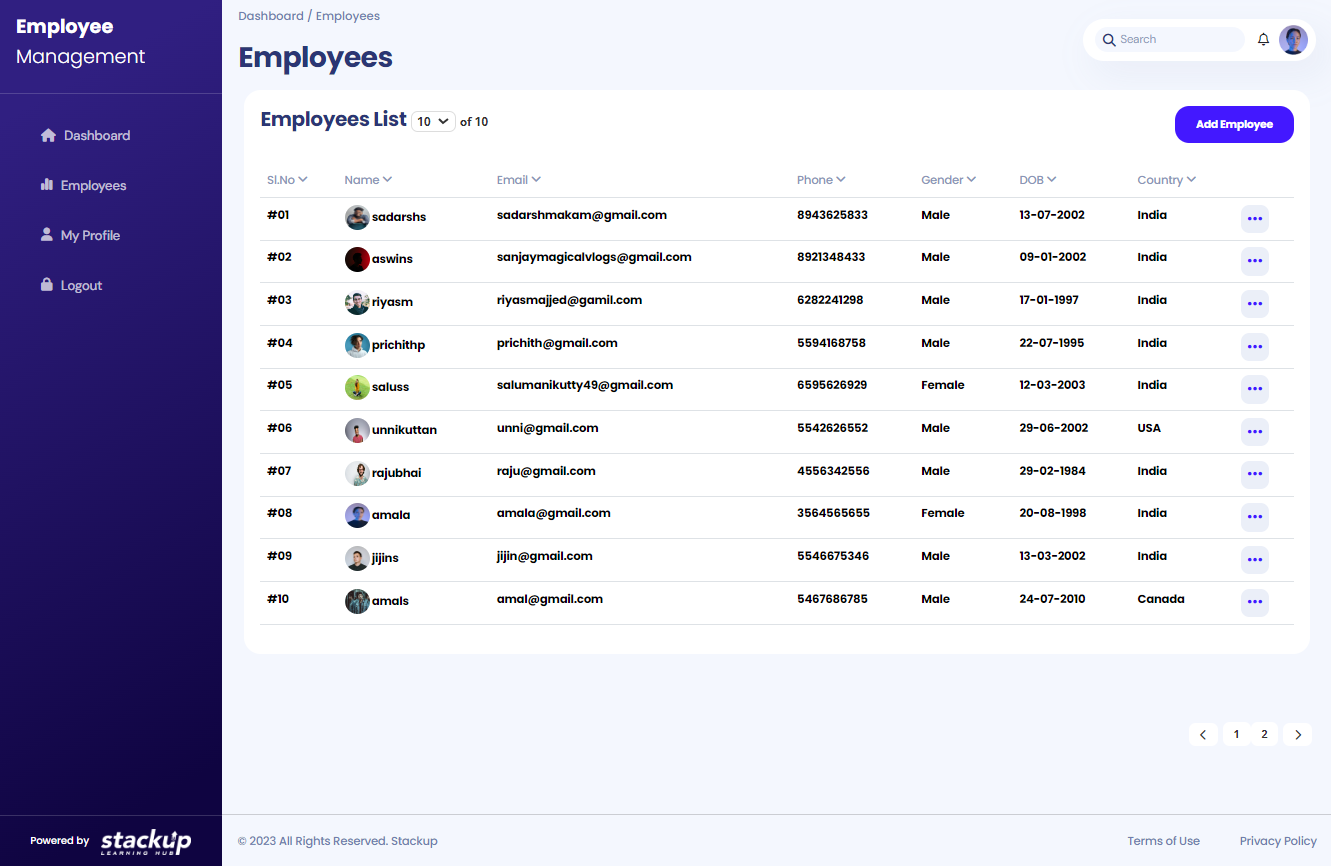 Employee
Management
Dashboard
Employees
My Profile
Logout
Powered by stackup
LEARNING HUB
Dashboard / Employees
Employees
Search
Employees List 10 of 10
Add Employee
Sl.No Name Email Phone Gender DOB Country
#01 sadarshs sadarshmakam@gmail.com 8943625833 Male 13-07-2002 India
#02 aswins sanjaymagicalvlogs@gmail.com 8921348433 Male 09-01-2002 India
#03 riyasm riyasmajjed@gamil.com 6282241298 Male 17-01-1997 India
#04 prichithp prichith@gmail.com 5594168758 Male 22-07-1995 India
#05 saluss salumanikutty49@gmail.com 6595626929 Female 12-03-2003 India
#06 unnikuttan unni@gmail.com 5542626552 Male 29-06-2002 USA
#07 rajubhai raju@gmail.com 4556342556 Male 29-02-1984 India
#08 amala amala@gmail.com 3564565655 Female 20-08-1998 India
#09 jijins jijin@gmail.com 5546675346 Male 13-03-2002 India
#10 amals amal@gmail.com 5467686785 Male 24-07-2010 Canada
1 2
© 2023 All Rights Reserved. Stackup
Terms of Use Privacy Policy